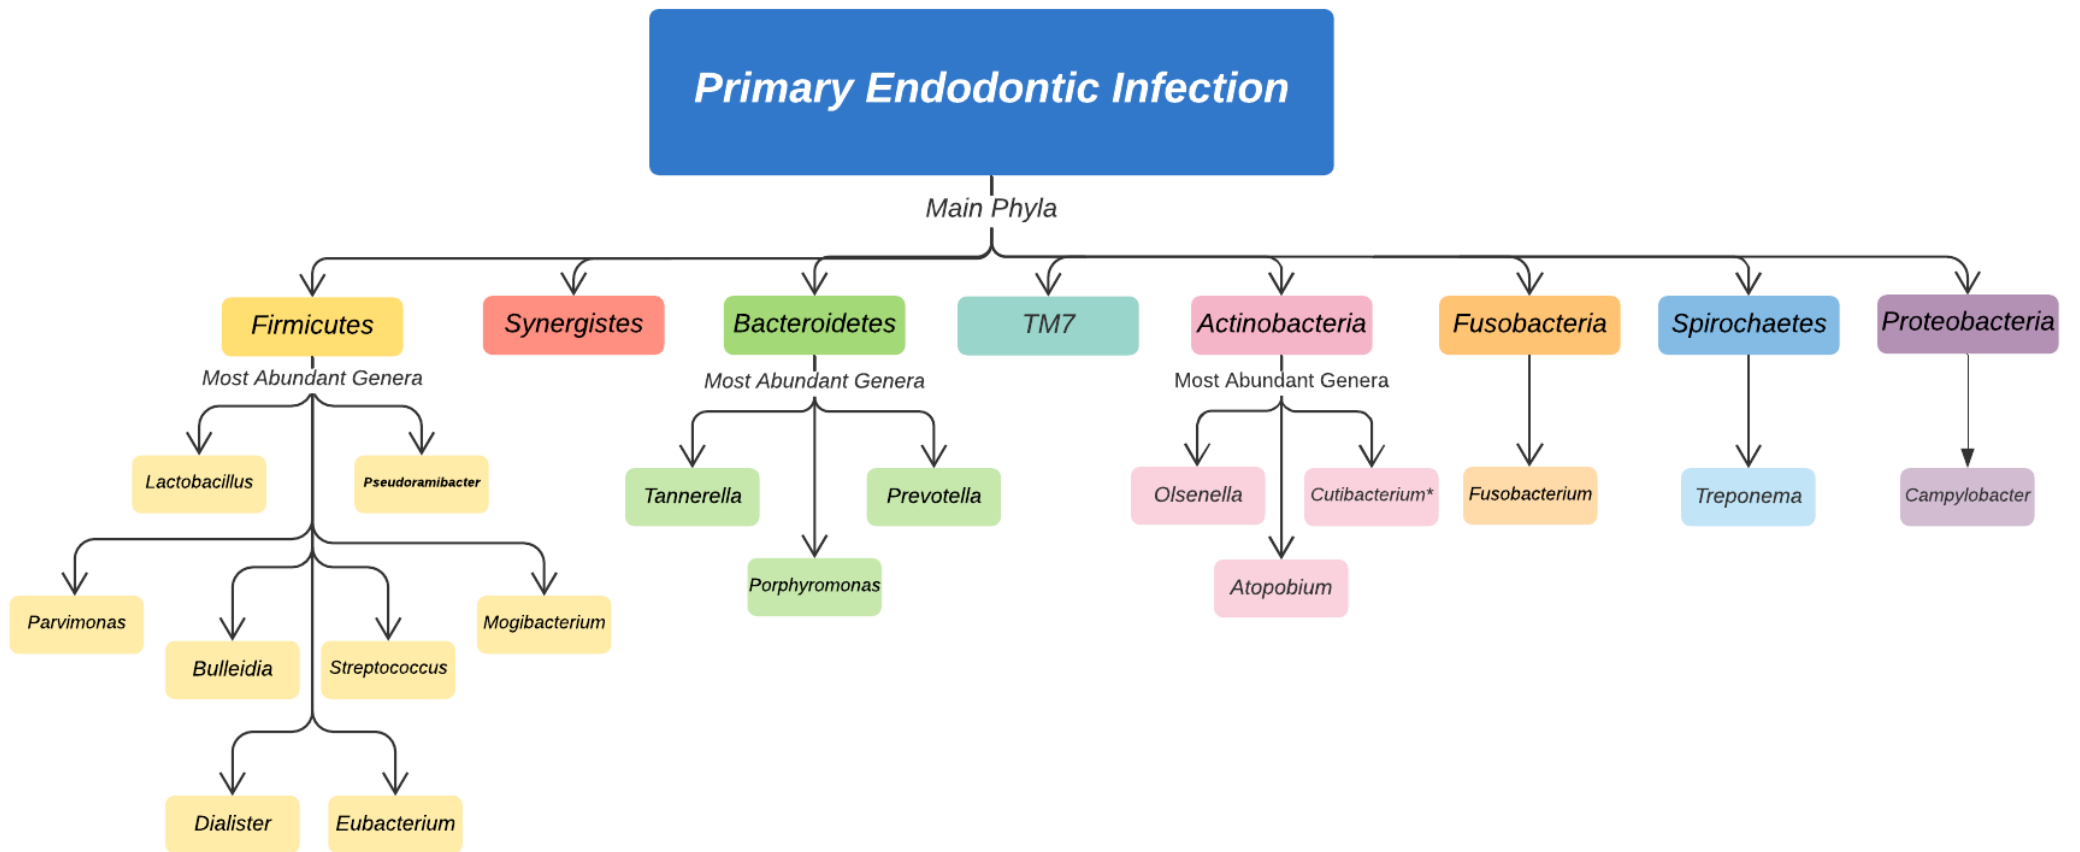 Primary Endodontic Infection
Main Phyla
Firmicutes
Synergistes
Bacteroidetes
TM7
Actinobacteria
Fusobacteria
Spirochaetes
Proteobacteria
Most Abundant Genera
Most Abundant Genera
Most Abundant Genera
Lactobacillus
Pseudoramibacter
Tannerella
Prevotella
Olsenella
Cutibacterium*
Fusobacterium
Treponema
Campylobacter
Porphyromonas
Atopobium
Parvimonas
Mogibacterium
Bulleidia
Streptococcus
Dialister
Eubacterium